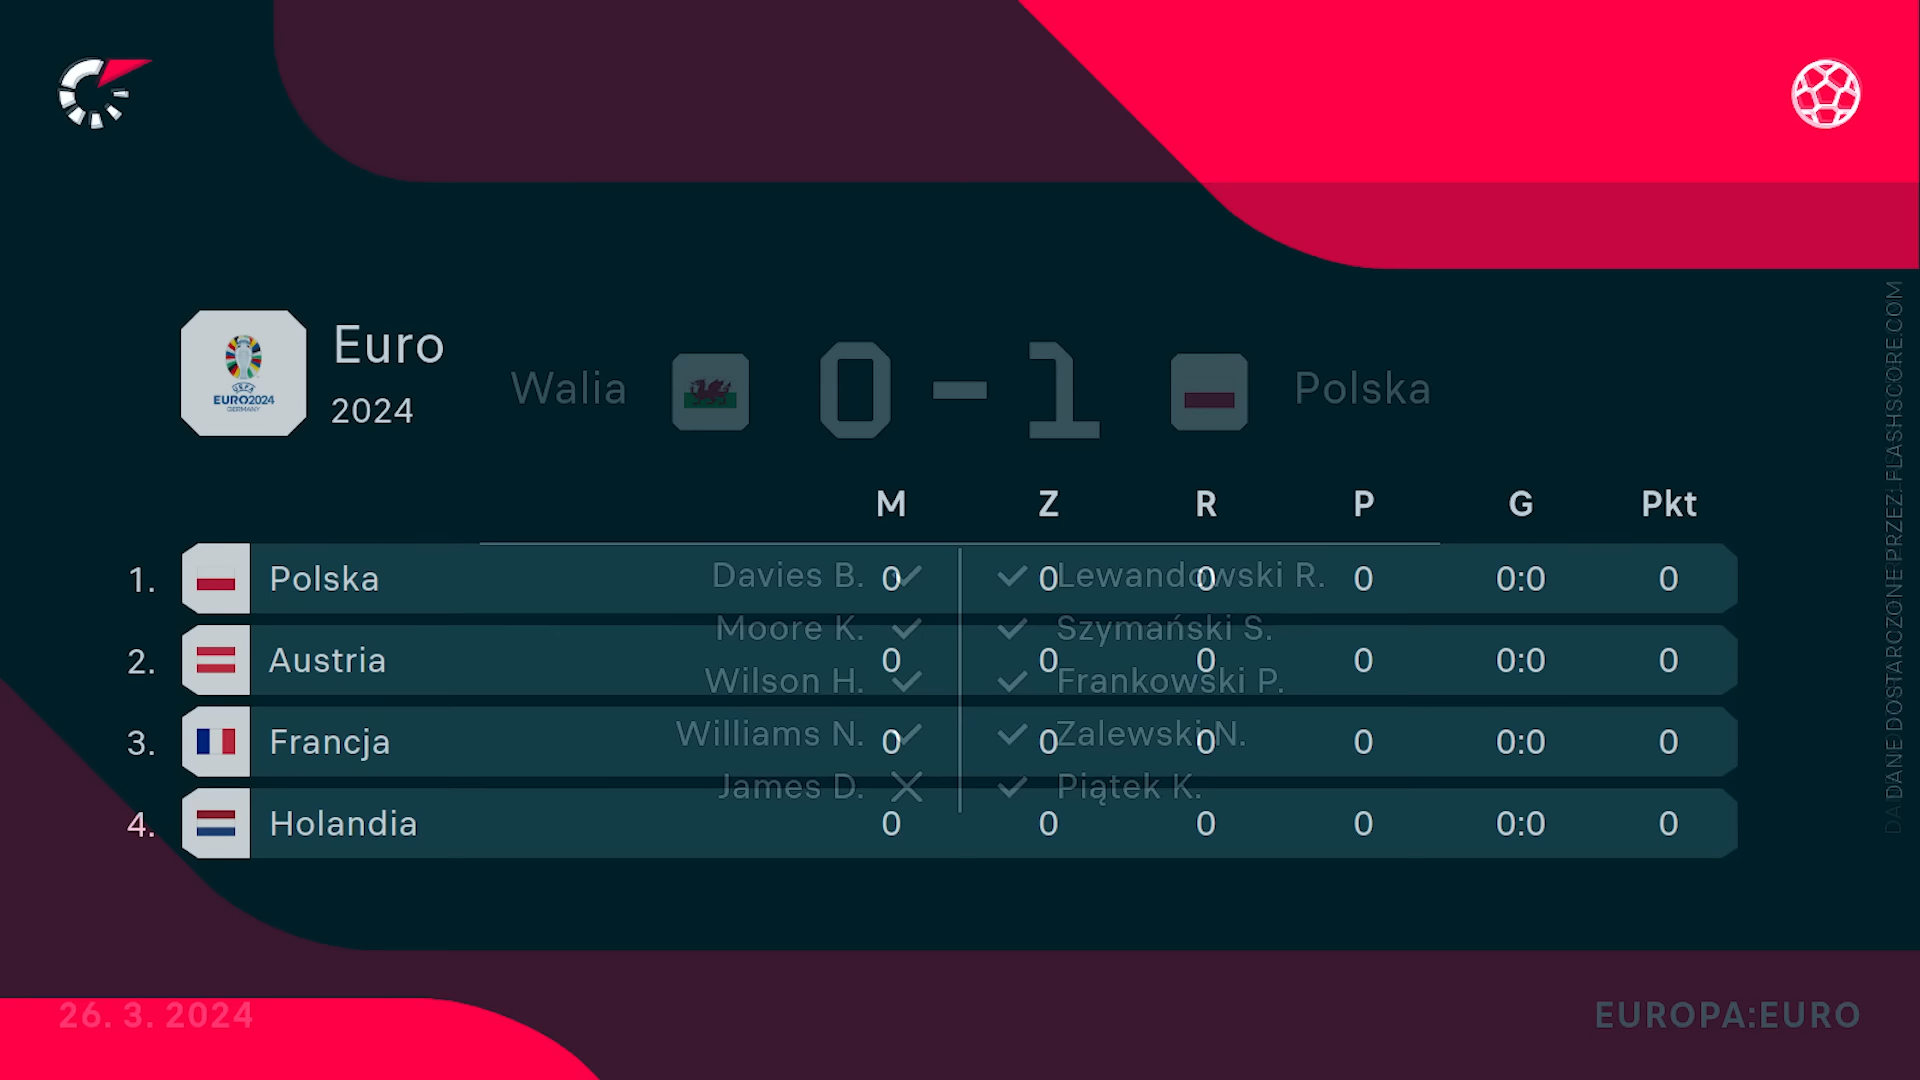 Euro
2024
UEFA
EURO2024
GERMANY
Walia 0 - 1 Polska
M Z R P G Pkt
1. Polska 0 0 0 0 0:0 0
2. Austria 0 0 0 0 0:0 0
3. Francja 0 0 0 0 0:0 0
4. Holandia 0 0 0 0 0:0 0
Davies B. Lewandowski R.
Moore K. Szymański S.
Wilson H. Frankowski P.
Williams N. Zalewski N.
James D. Piątek K.
DANE DOSTARCZONE PRZEZ: FLASHSCORE.COM
26. 3. 2024
EUROPA:EURO